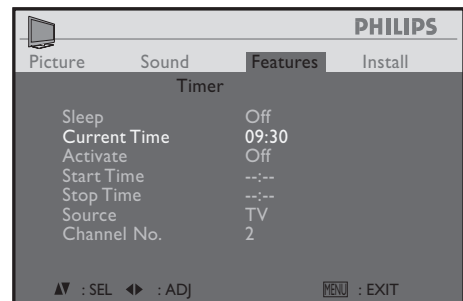 PHILIPS
Picture Sound Features Install
Timer
Sleep Off
Current Time 09:30
Activate Off
Start Time --:--
Stop Time --:--
Source TV
Channel No. 2
▲▼ : SEL ◀▶ : ADJ MENU : EXIT